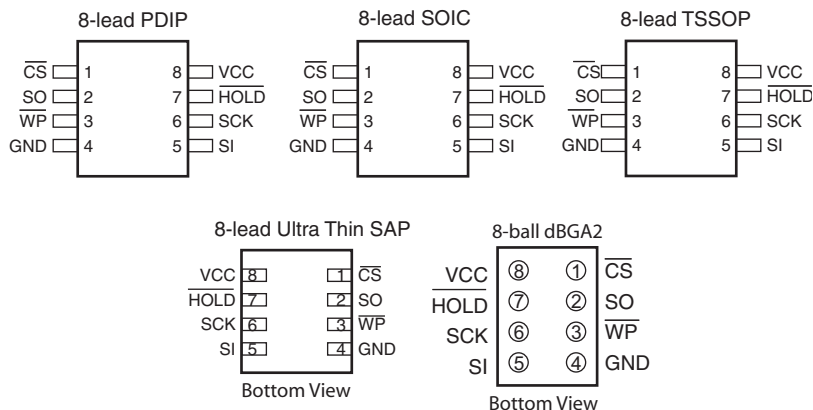 8-lead PDIP
CS 1 8 VCC
SO 2 7 HOLD
WP 3 6 SCK
GND 4 5 SI
8-lead SOIC
CS 1 8 VCC
SO 2 7 HOLD
WP 3 6 SCK
GND 4 5 SI
8-lead TSSOP
CS 1 8 VCC
SO 2 7 HOLD
WP 3 6 SCK
GND 4 5 SI
8-lead Ultra Thin SAP
VCC 8 1 CS
HOLD 7 2 SO
SCK 6 3 WP
SI 5 4 GND
Bottom View
8-ball dBGA2
VCC 8 1 CS
HOLD 7 2 SO
SCK 6 3 WP
SI 5 4 GND
Bottom View